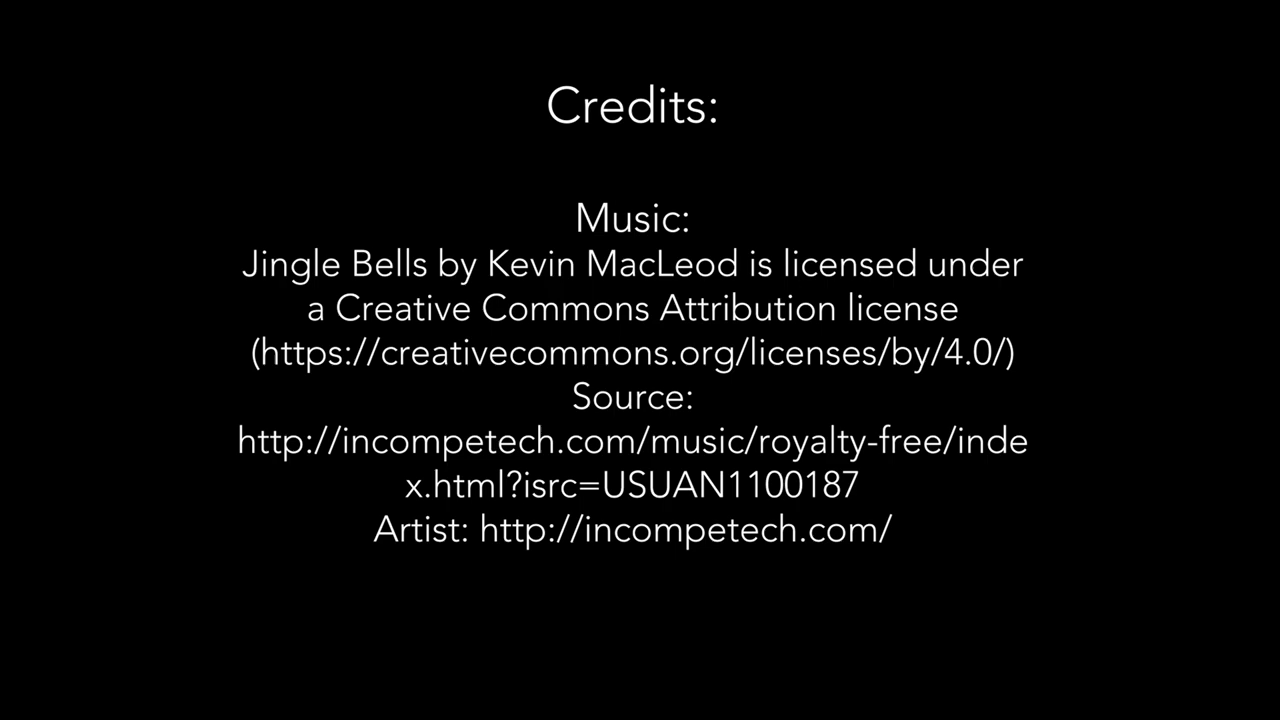 Credits:
Music:
Jingle Bells by Kevin MacLeod is licensed under
a Creative Commons Attribution license
(https://creativecommons.org/licenses/by/4.0/)
Source:
http://incompetech.com/music/royalty-free/inde
x.html?isrc=USUAN1100187
Artist: http://incompetech.com/